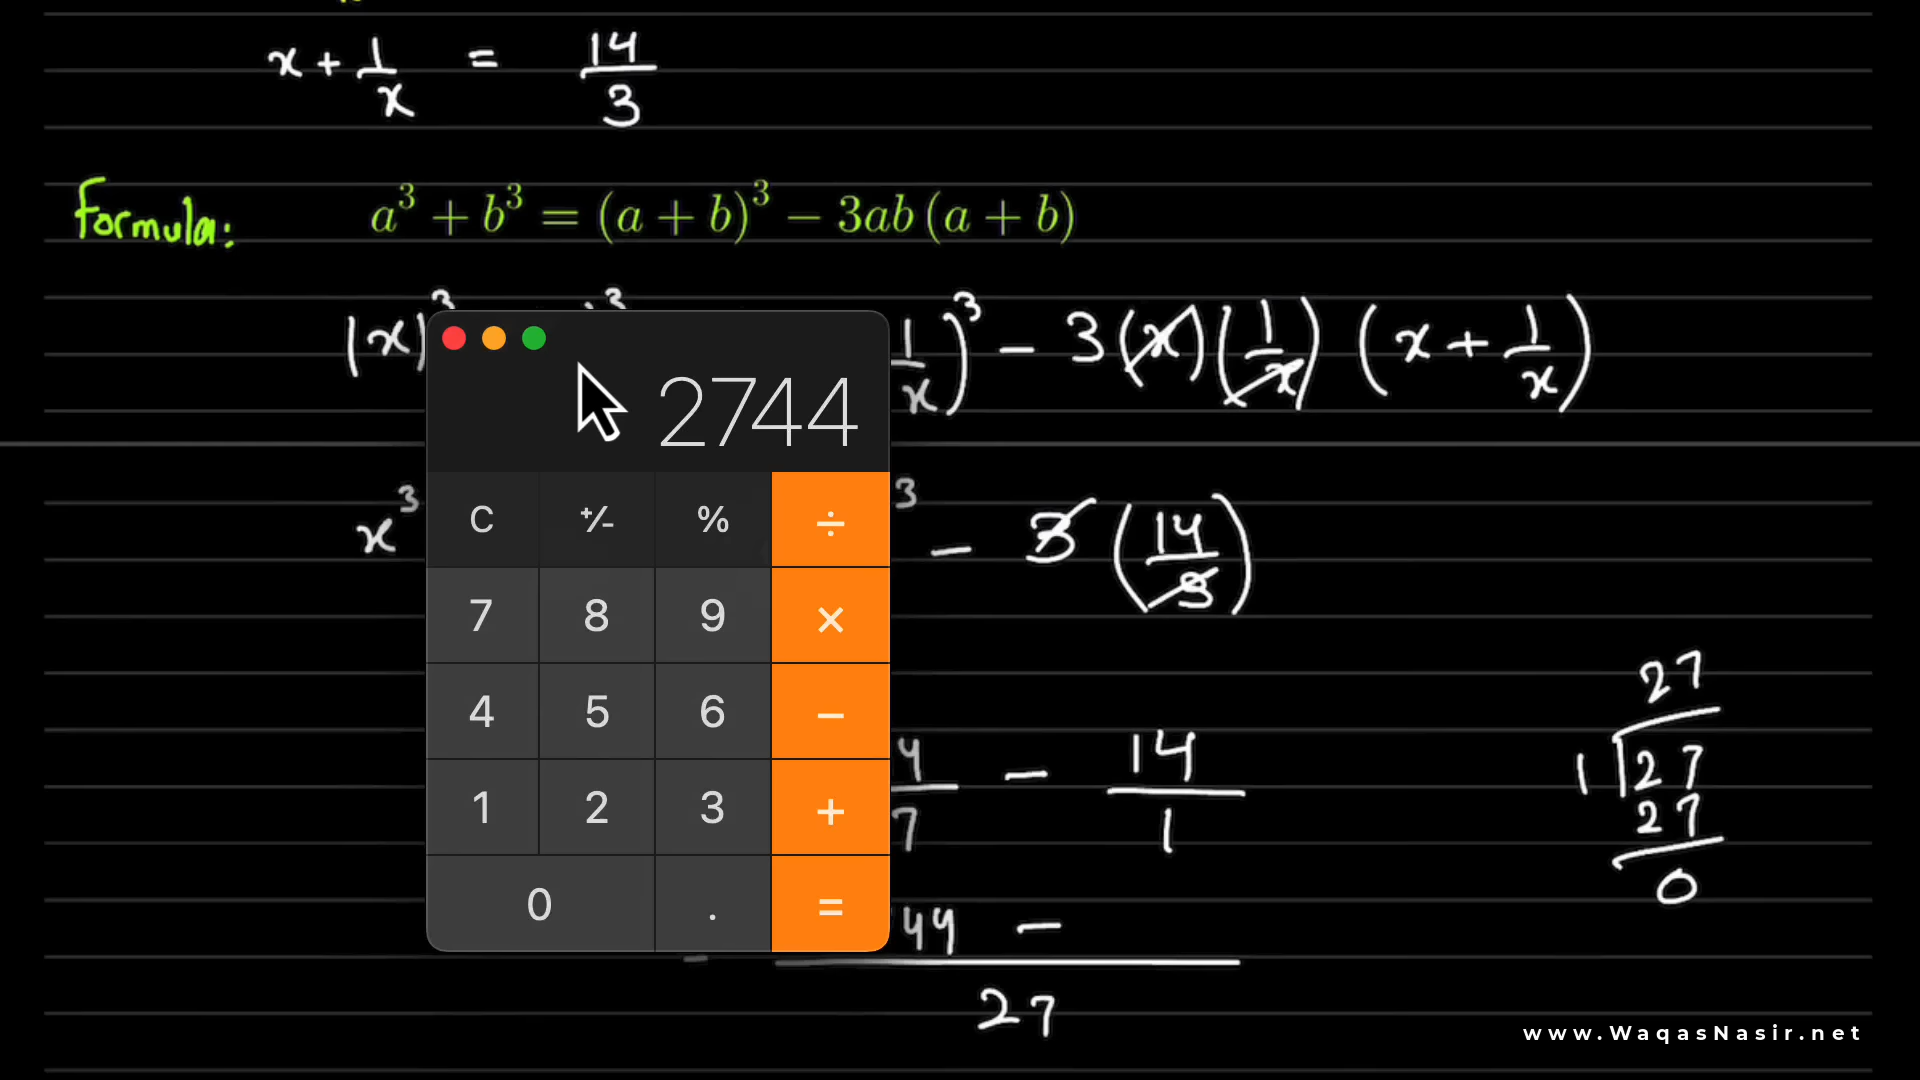 x + 1/x = 14/3
Formula: a³ + b³ = (a + b)³ − 3ab (a + b)
(x)³ ³ 1/x)³ − 3(x)(1/x) (x + 1/x)
x³ ³ − 3 (14/3)
4/7 − 14/1
44 −
27
27
1 27
27
0
2744
C +/- % ÷
7 8 9 ×
4 5 6 −
1 2 3 +
0 . =
www.WaqasNasir.net